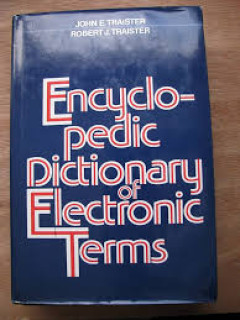 JOHN E. TRAISTER
ROBERT J. TRAISTER
Encyclo-
pedic
Dictionary
of
Electronic
Terms